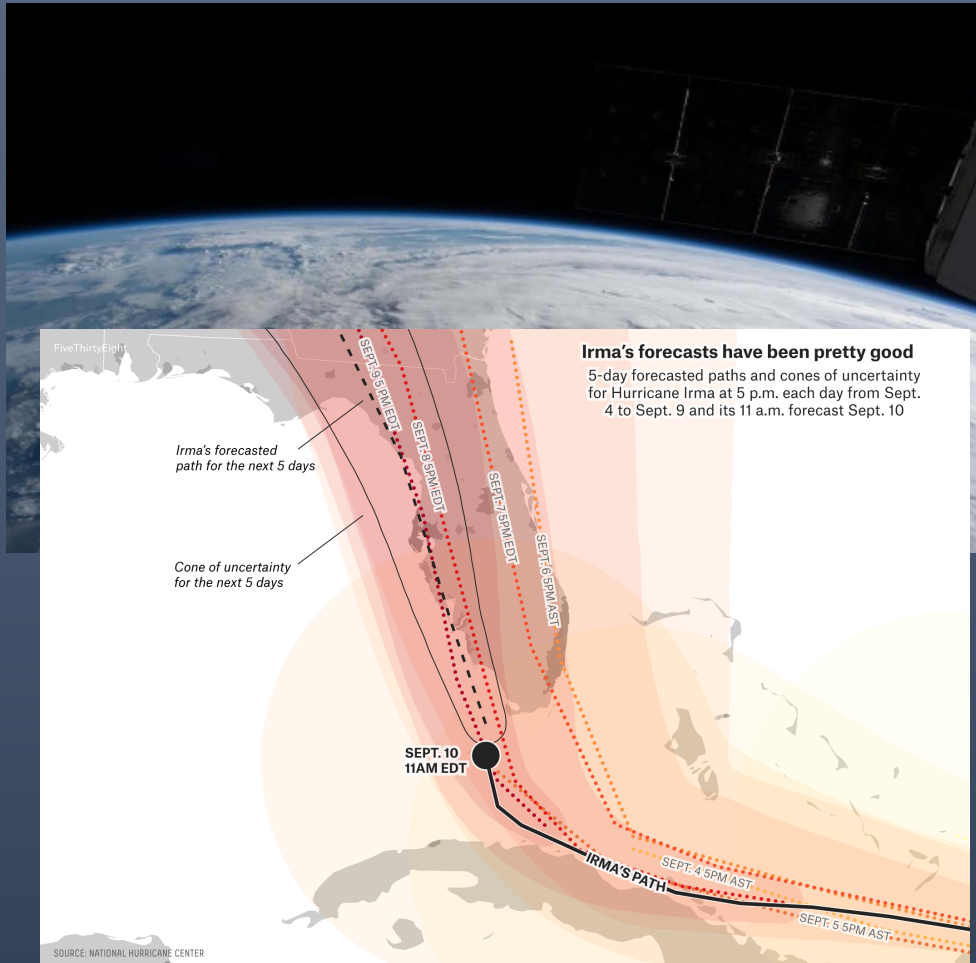 FiveThirtyEight
Irma's forecasts have been pretty good
5-day forecasted paths and cones of uncertainty
for Hurricane Irma at 5 p.m. each day from Sept.
4 to Sept. 9 and its 11 a.m. forecast Sept. 10
SEPT. 9 5PM EDT
SEPT. 8 5PM EDT
SEPT. 7 5PM EDT
SEPT. 6 5PM AST
Irma's forecasted
path for the next 5 days
Cone of uncertainty
for the next 5 days
SEPT. 10
11AM EDT
IRMA'S PATH
SEPT. 4 5PM AST
SEPT. 5 5PM AST
SOURCE: NATIONAL HURRICANE CENTER